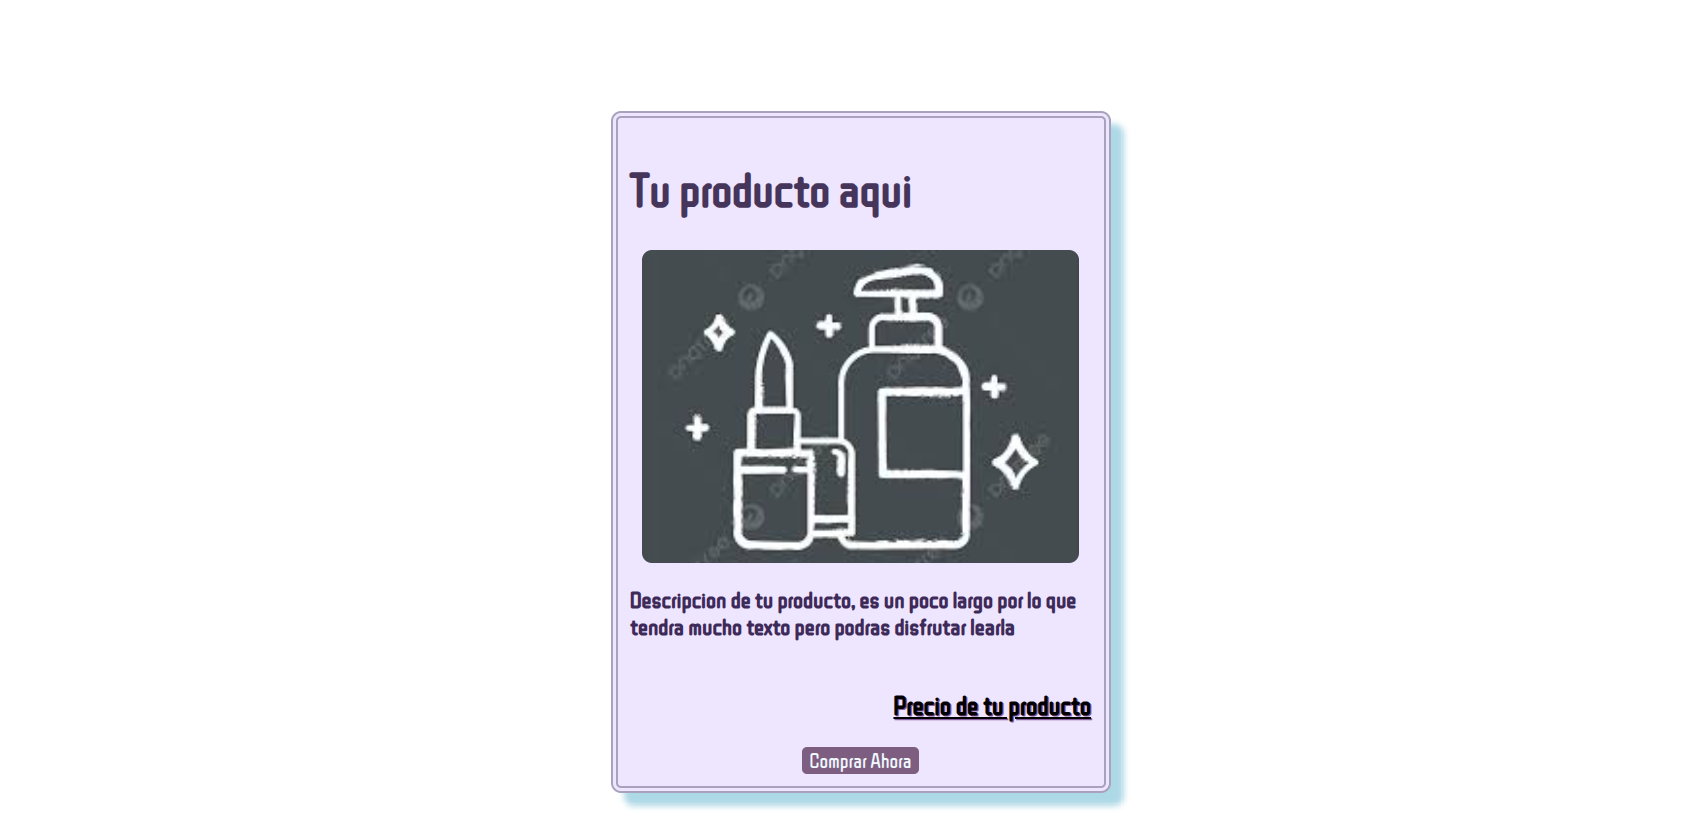 Tu producto aqui
Descripcion de tu producto, es un poco largo por lo que
tendra mucho texto pero podras disfrutar learla
Precio de tu producto
Comprar Ahora